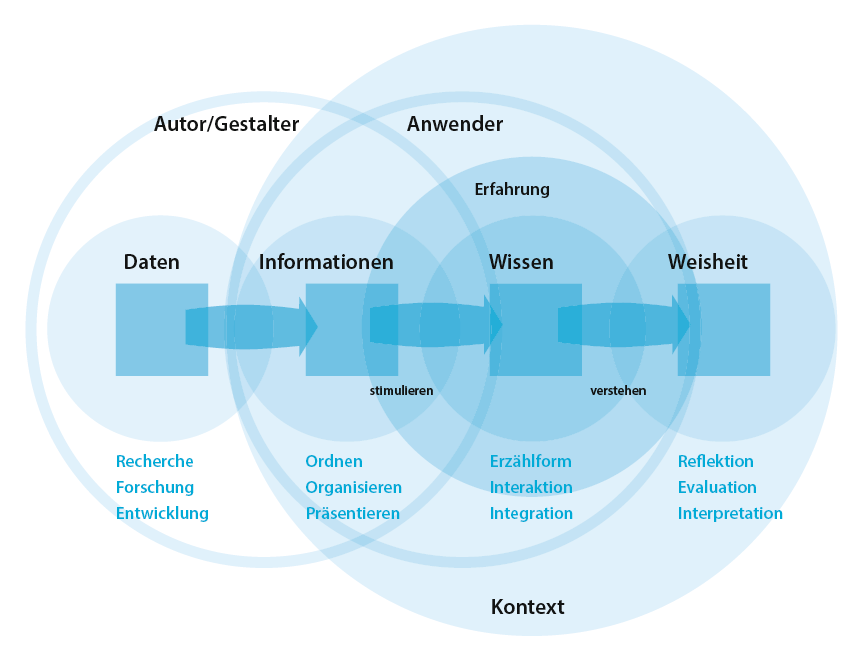 Autor/Gestalter
Anwender
Erfahrung
Daten
Informationen
Wissen
Weisheit
stimulieren
verstehen
Recherche
Forschung
Entwicklung
Ordnen
Organisieren
Präsentieren
Erzählform
Interaktion
Integration
Reflektion
Evaluation
Interpretation
Kontext